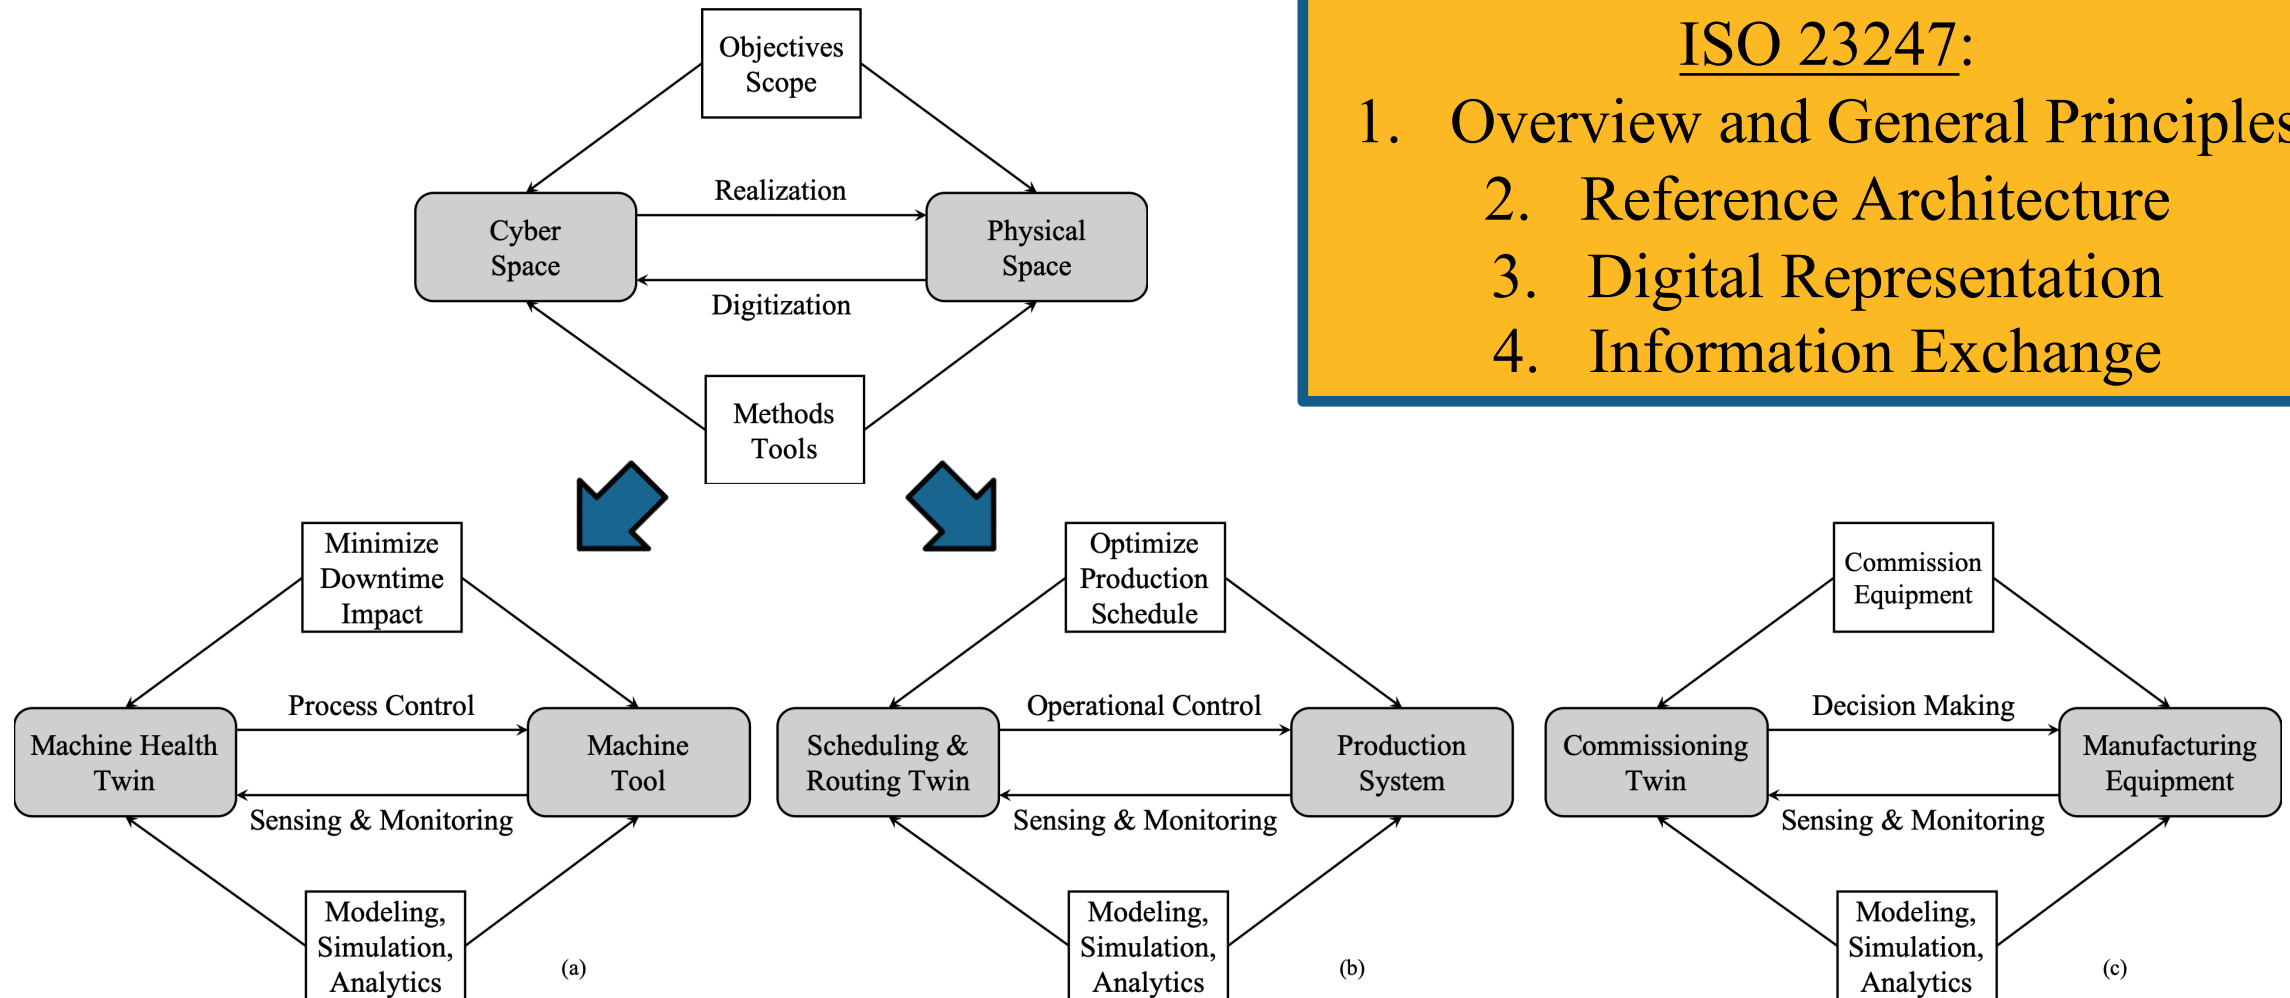 Objectives
Scope
Realization
Cyber
Space
Physical
Space
Digitization
Methods
Tools
ISO 23247:
1. Overview and General Principles
2. Reference Architecture
3. Digital Representation
4. Information Exchange
Minimize
Downtime
Impact
Process Control
Machine Health
Twin
Machine
Tool
Sensing & Monitoring
Modeling,
Simulation,
Analytics
(a)
Optimize
Production
Schedule
Operational Control
Scheduling &
Routing Twin
Production
System
Sensing & Monitoring
Modeling,
Simulation,
Analytics
(b)
Commission
Equipment
Decision Making
Commissioning
Twin
Manufacturing
Equipment
Sensing & Monitoring
Modeling,
Simulation,
Analytics
(c)